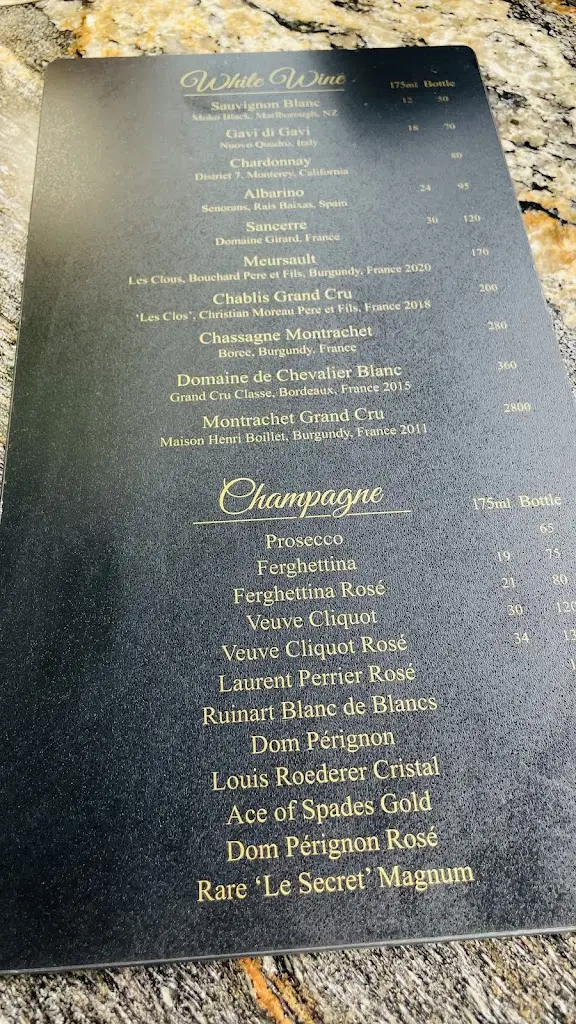 White Wine 175ml Bottle
Sauvignon Blanc 12 50
Moko Black, Marlborough, NZ
Gavi di Gavi 18 70
Nuovo Quadro, Italy
Chardonnay 80
District 7, Monterey, California
Albarino 24 95
Senorans, Rais Baixas, Spain
Sancerre 30 120
Domaine Girard, France
Meursault 170
Les Clous, Bouchard Pere et Fils, Burgundy, France 2020
Chablis Grand Cru 200
'Les Clos', Christian Moreau Pere et Fils, France 2018
Chassagne Montrachet 280
Boree, Burgundy, France
Domaine de Chevalier Blanc 360
Grand Cru Classe, Bordeaux, France 2015
Montrachet Grand Cru 2800
Maison Henri Boillet, Burgundy, France 2011
Champagne 175ml Bottle
Prosecco 65
Ferghettina 19 75
Ferghettina Rosé 21 80
Veuve Cliquot 30 120
Veuve Cliquot Rosé 34
Laurent Perrier Rosé
Ruinart Blanc de Blancs
Dom Pérignon
Louis Roederer Cristal
Ace of Spades Gold
Dom Pérignon Rosé
Rare 'Le Secret' Magnum